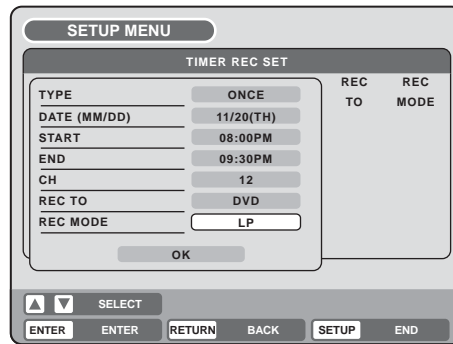 SETUP MENU
TIMER REC SET
REC TO
REC MODE
TYPE ONCE
DATE (MM/DD) 11/20(TH)
START 08:00PM
END 09:30PM
CH 12
REC TO DVD
REC MODE LP
OK
▲ ▼ SELECT
ENTER ENTER RETURN BACK SETUP END